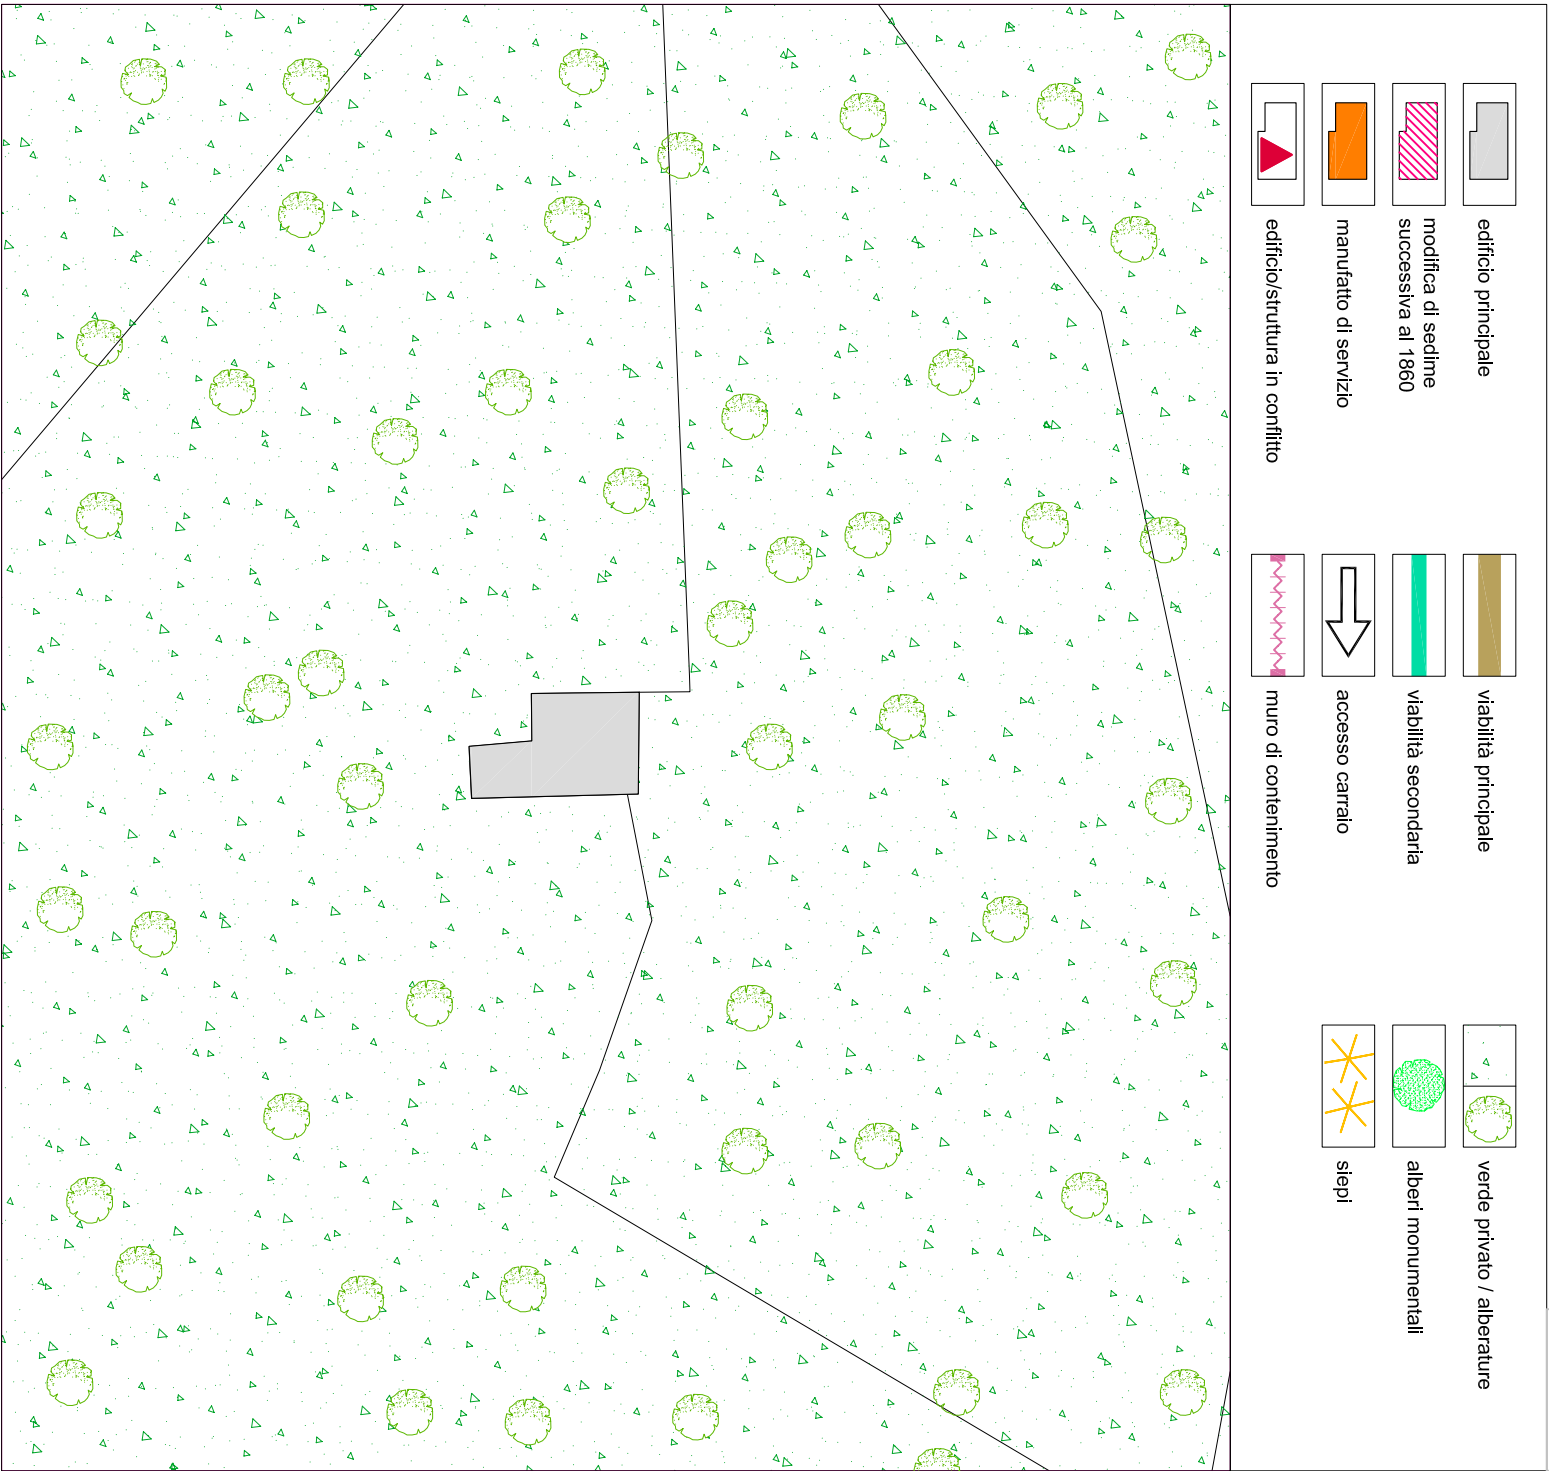 edificio principale
modifica di sedime
successiva al 1860
manufatto di servizio
edificio/struttura in conflitto
viabilità principale
viabilità secondaria
accesso carraio
muro di contenimento
verde privato / alberature
alberi monumentali
siepi